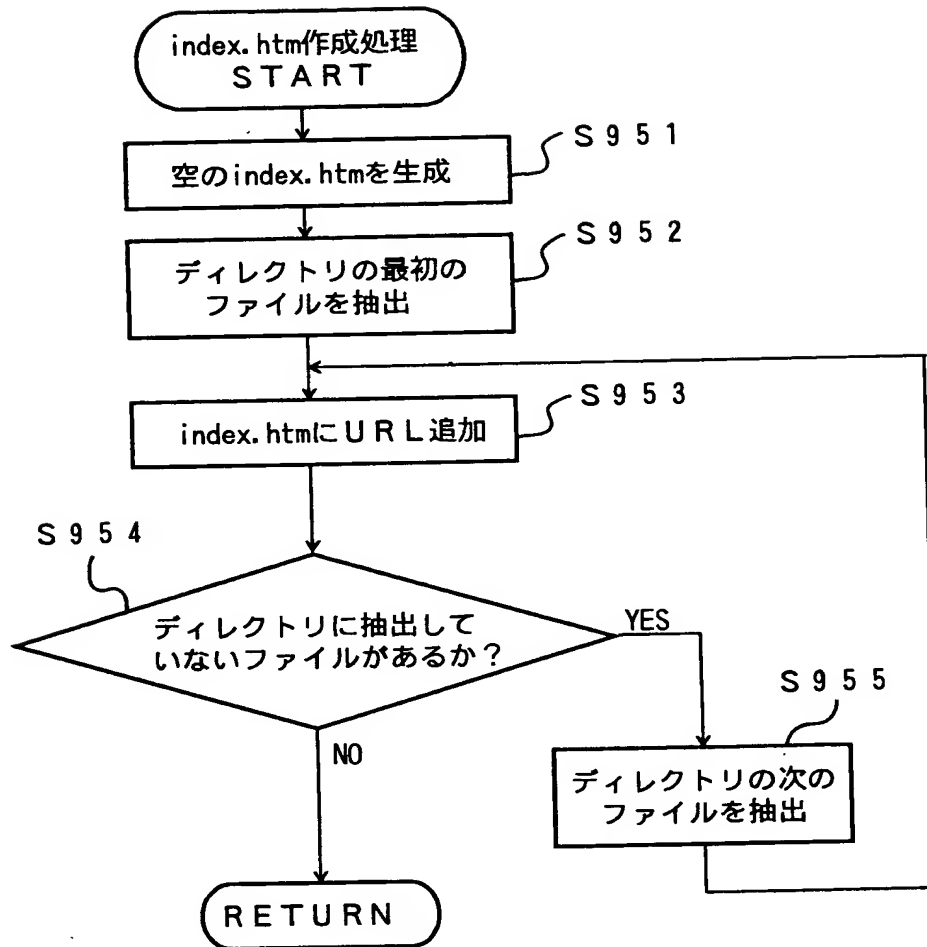 index.htm作成処理
START
S951
空のindex.htmを生成
S952
ディレクトリの最初の
ファイルを抽出
S953
index.htmにURL追加
S954
ディレクトリに抽出して
いないファイルがあるか？
YES
S955
ディレクトリの次の
ファイルを抽出
NO
RETURN